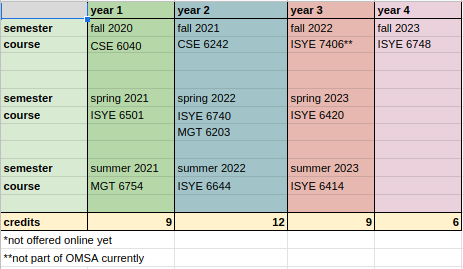 year 1 year 2 year 3 year 4
semester fall 2020 fall 2021 fall 2022 fall 2023
course CSE 6040 CSE 6242 ISYE 7406** ISYE 6748
semester spring 2021 spring 2022 spring 2023
course ISYE 6501 ISYE 6740 ISYE 6420
MGT 6203
semester summer 2021 summer 2022 summer 2023
course MGT 6754 ISYE 6644 ISYE 6414
credits 9 12 9 6
*not offered online yet
**not part of OMSA currently